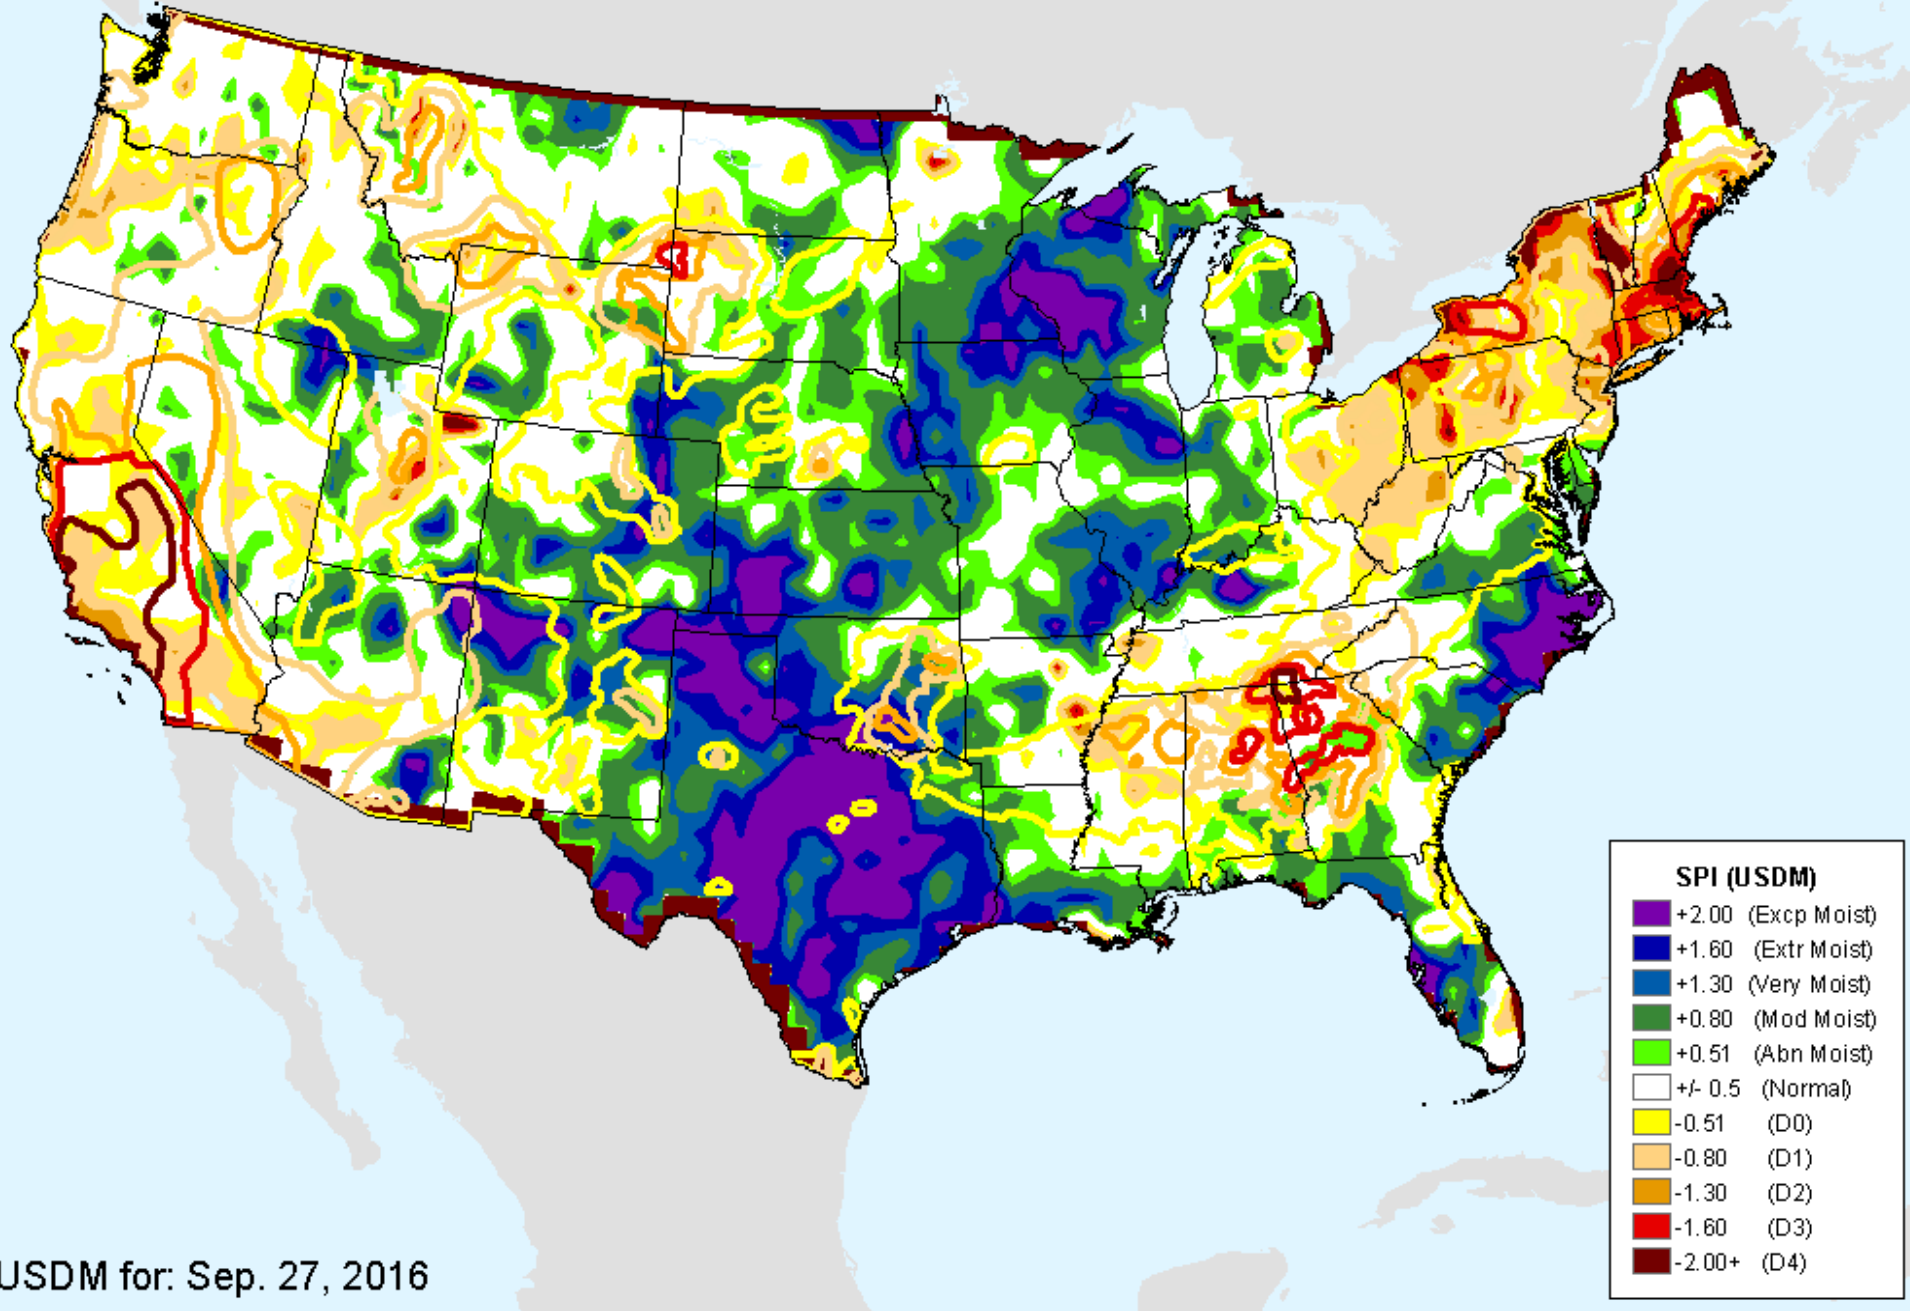 SPI (USDM)
+2.00 (Excp Moist)
+1.60 (Extr Moist)
+1.30 (Very Moist)
+0.80 (Mod Moist)
+0.51 (Abn Moist)
+/- 0.5 (Normal)
-0.51 (D0)
-0.80 (D1)
-1.30 (D2)
-1.60 (D3)
-2.00+ (D4)
USDM for: Sep. 27, 2016